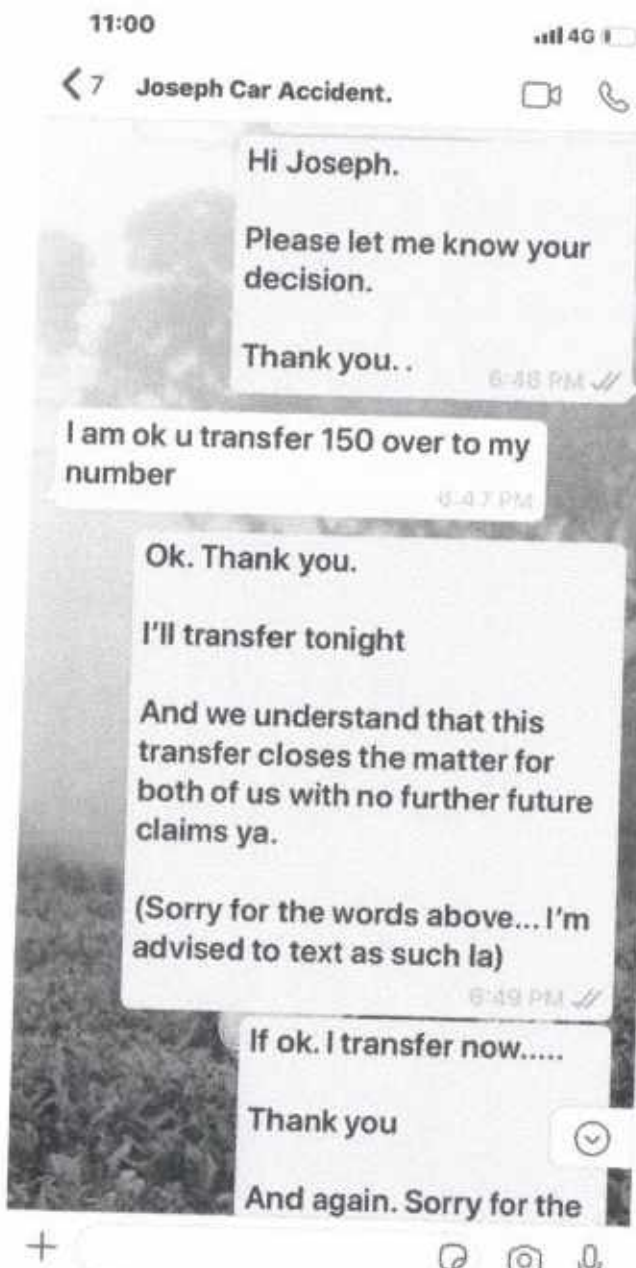 11:00
4G
7 Joseph Car Accident.
Hi Joseph.
Please let me know your
decision.
Thank you. .
6:46 PM
I am ok u transfer 150 over to my
number
6:47 PM
Ok. Thank you.
I'll transfer tonight
And we understand that this
transfer closes the matter for
both of us with no further future
claims ya.
(Sorry for the words above... I'm
advised to text as such la)
6:49 PM
If ok. I transfer now.....
Thank you
And again. Sorry for the